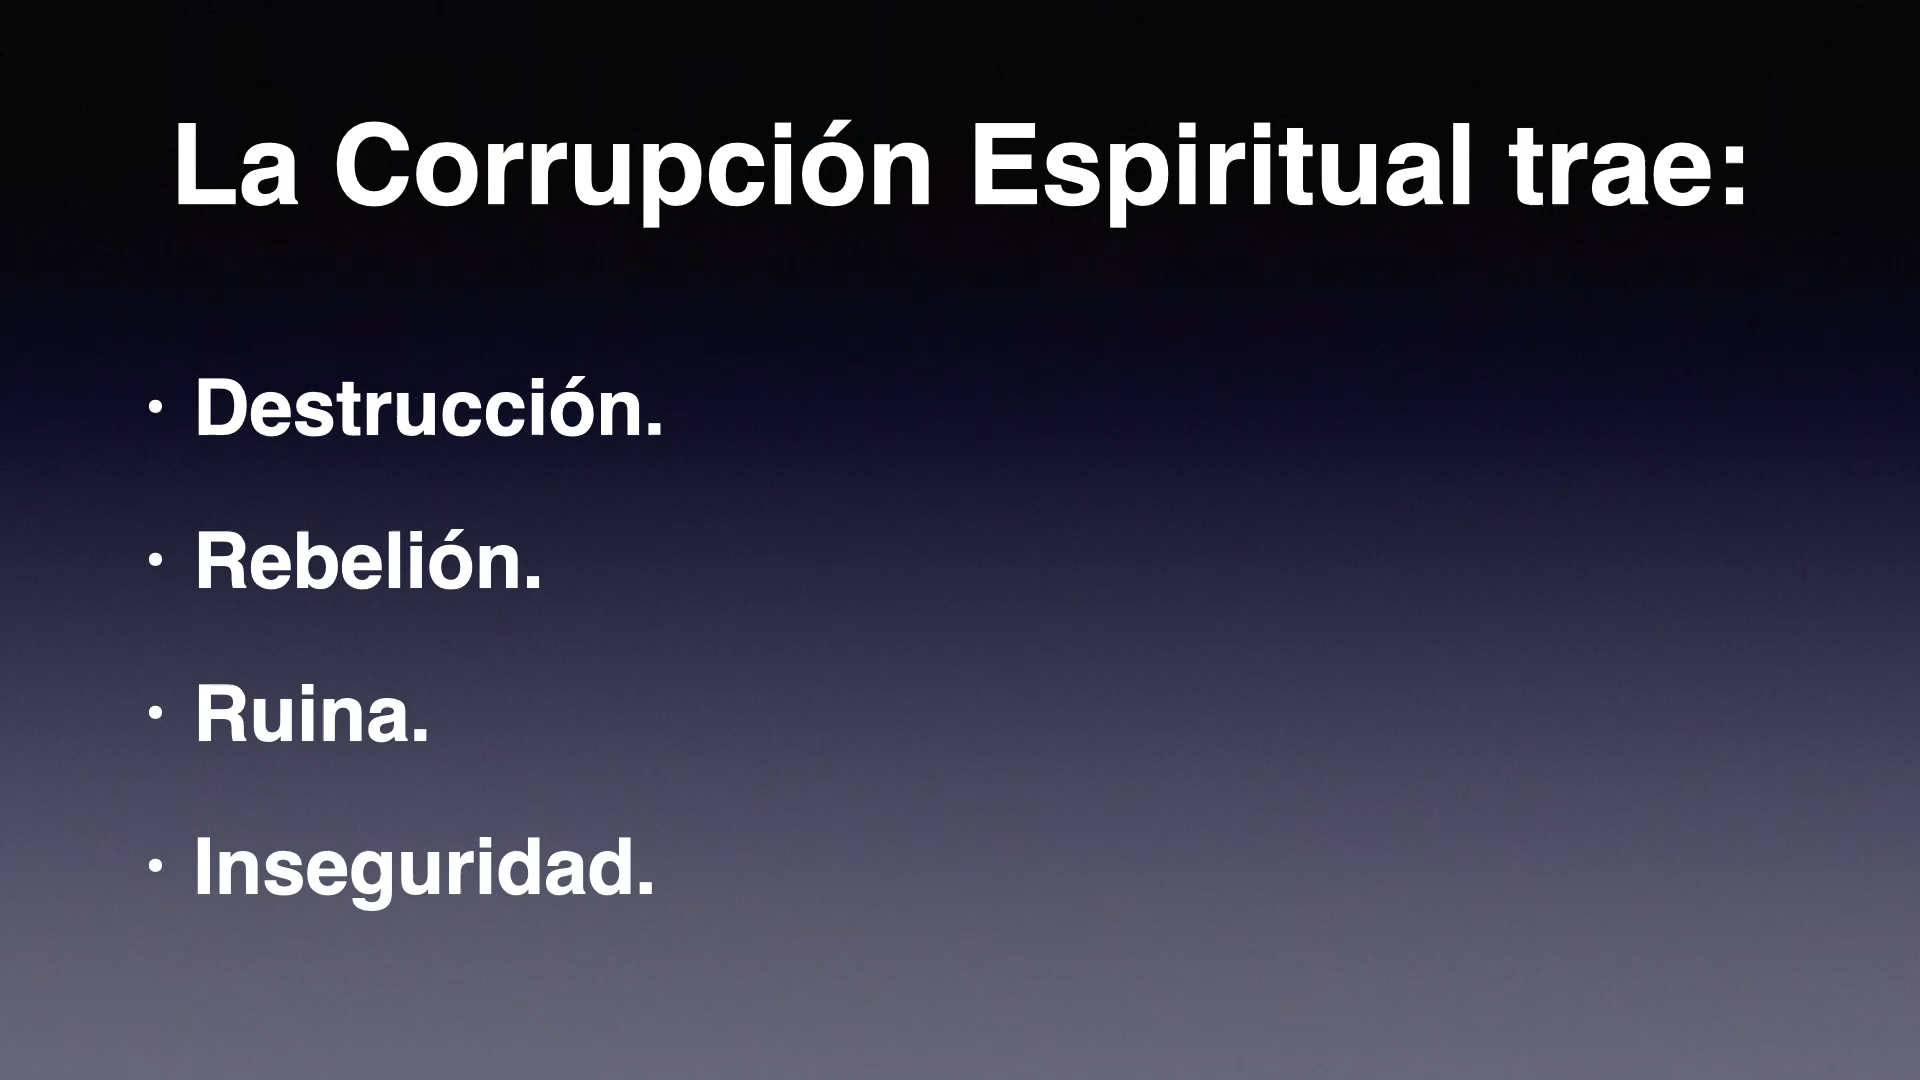 La Corrupción Espiritual trae:
• Destrucción.
• Rebelión.
• Ruina.
• Inseguridad.